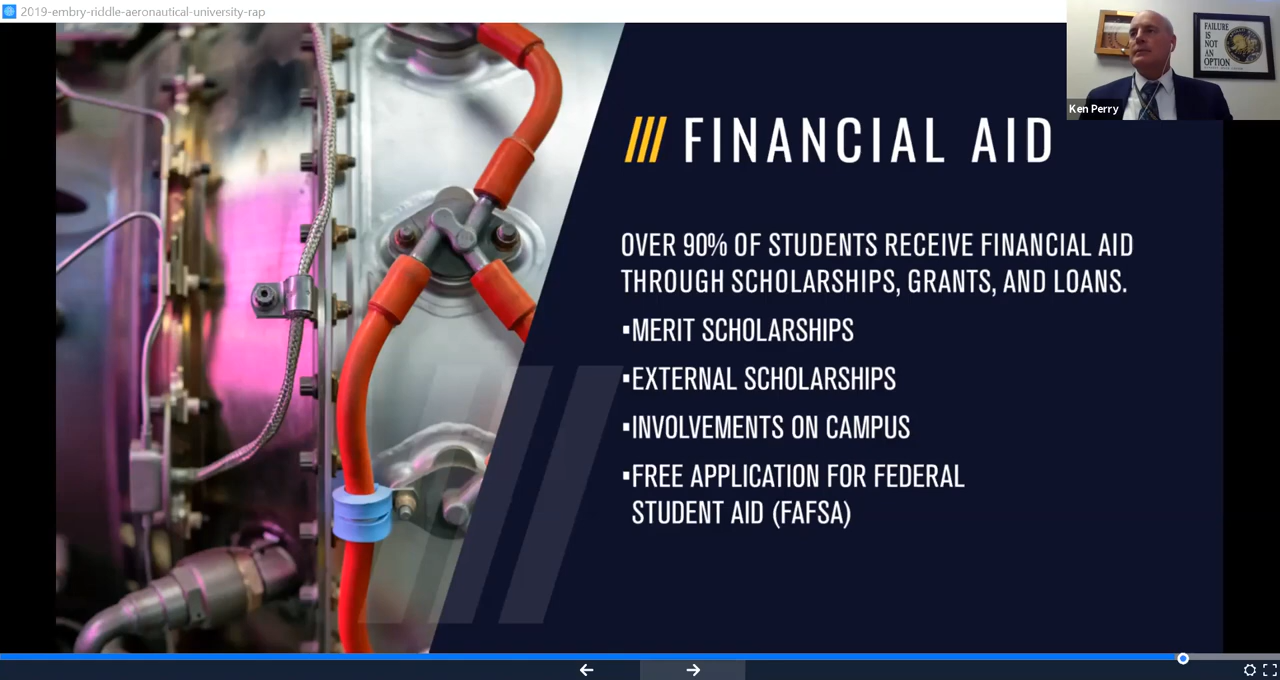 2019-embry-riddle-aeronautical-university-rap
FAILURE
IS
NOT
AN
OPTION
Ken Perry
FINANCIAL AID
OVER 90% OF STUDENTS RECEIVE FINANCIAL AID
THROUGH SCHOLARSHIPS, GRANTS, AND LOANS.
▪MERIT SCHOLARSHIPS
▪EXTERNAL SCHOLARSHIPS
▪INVOLVEMENTS ON CAMPUS
▪FREE APPLICATION FOR FEDERAL
STUDENT AID (FAFSA)